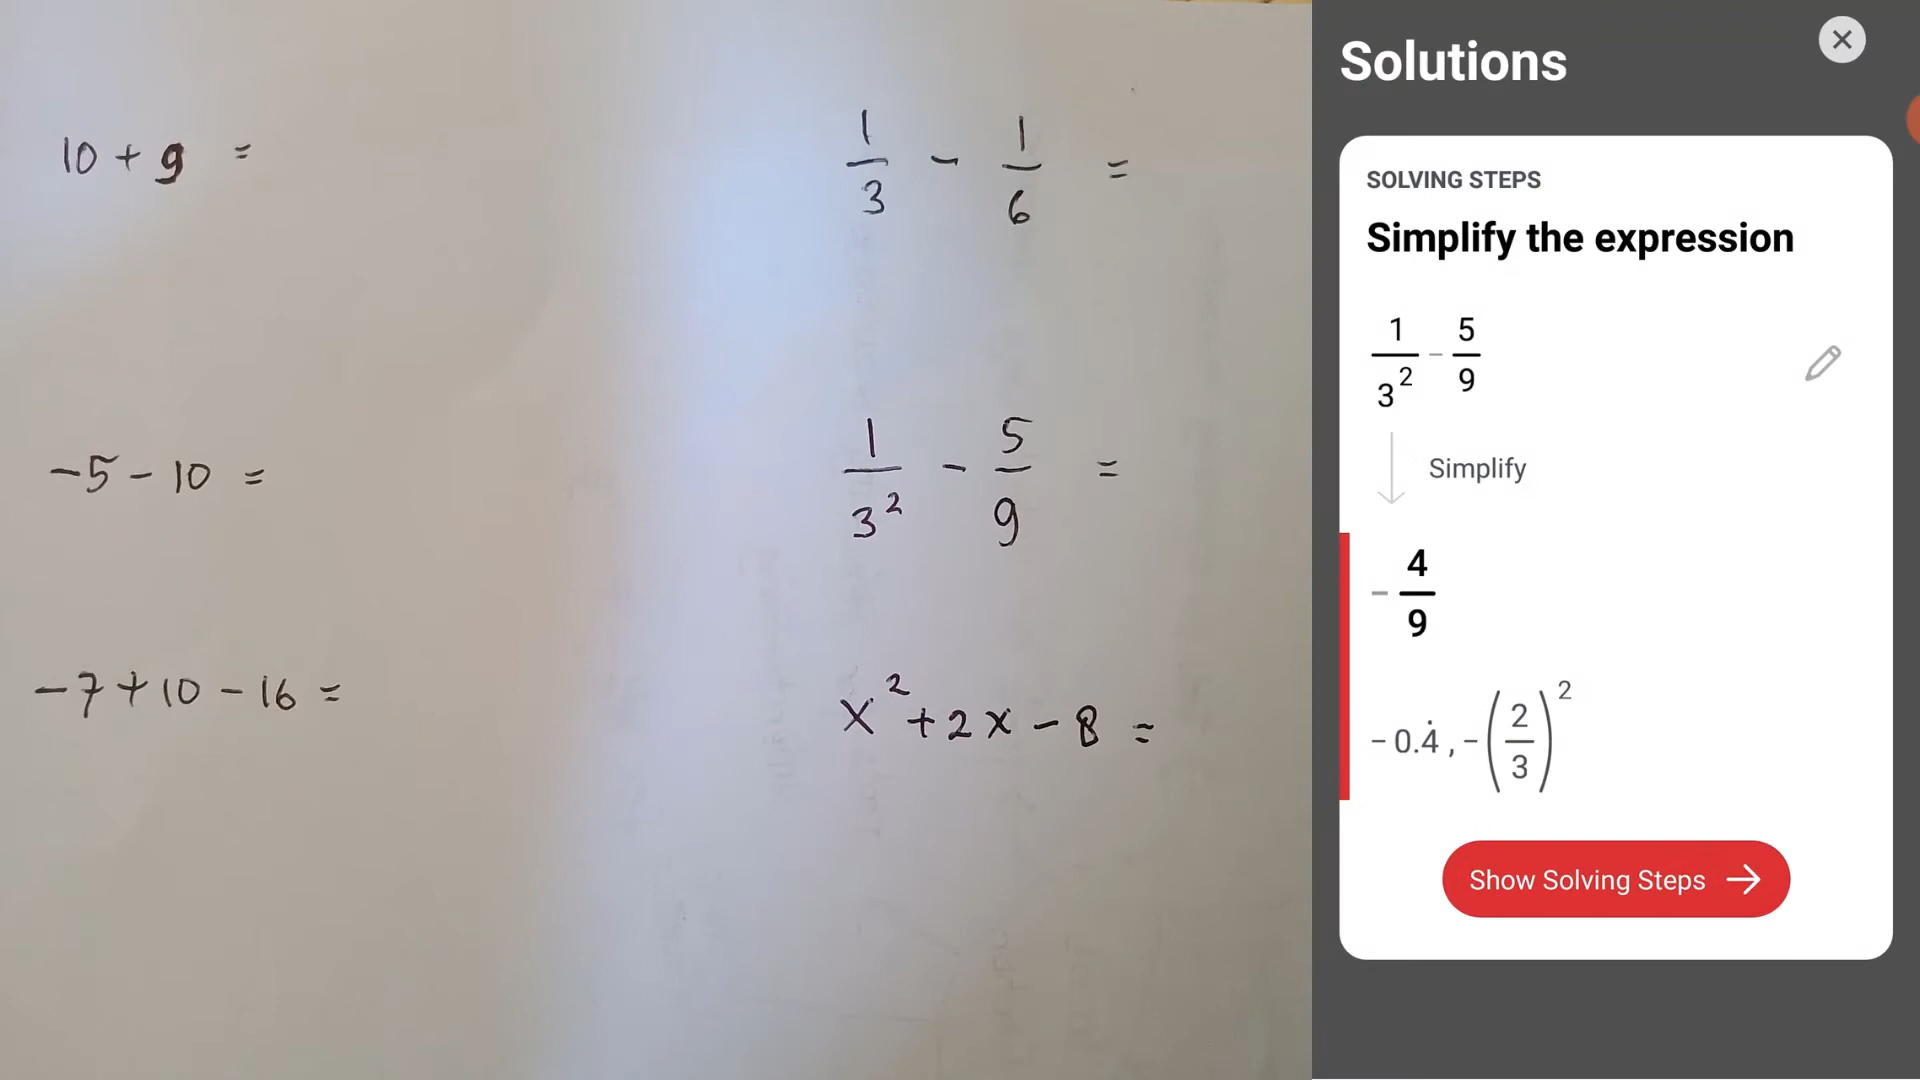 10 + 9 =
-5 - 10 =
-7 + 10 - 16 =
1/3 - 1/6 =
1/3² - 5/9 =
x² + 2x - 8 =
Solutions
SOLVING STEPS
Simplify the expression
1/3² - 5/9
Simplify
-4/9
-0.4̇ , -(2/3)²
Show Solving Steps